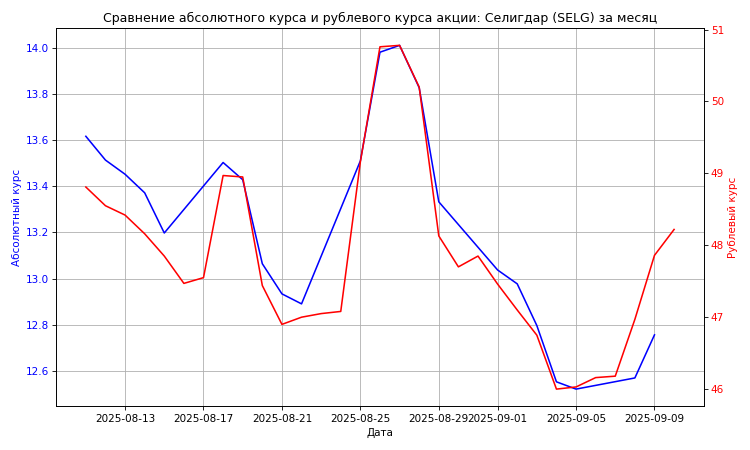 Сравнение абсолютного курса и рублевого курса акции: Селигдар (SELG) за месяц
Абсолютный курс
14.0
13.8
13.6
13.4
13.2
13.0
12.8
12.6
51
50
49
48
47
46
Рублевый курс
2025-08-13 2025-08-17 2025-08-21 2025-08-25 2025-08-29 2025-09-01 2025-09-05 2025-09-09
Дата